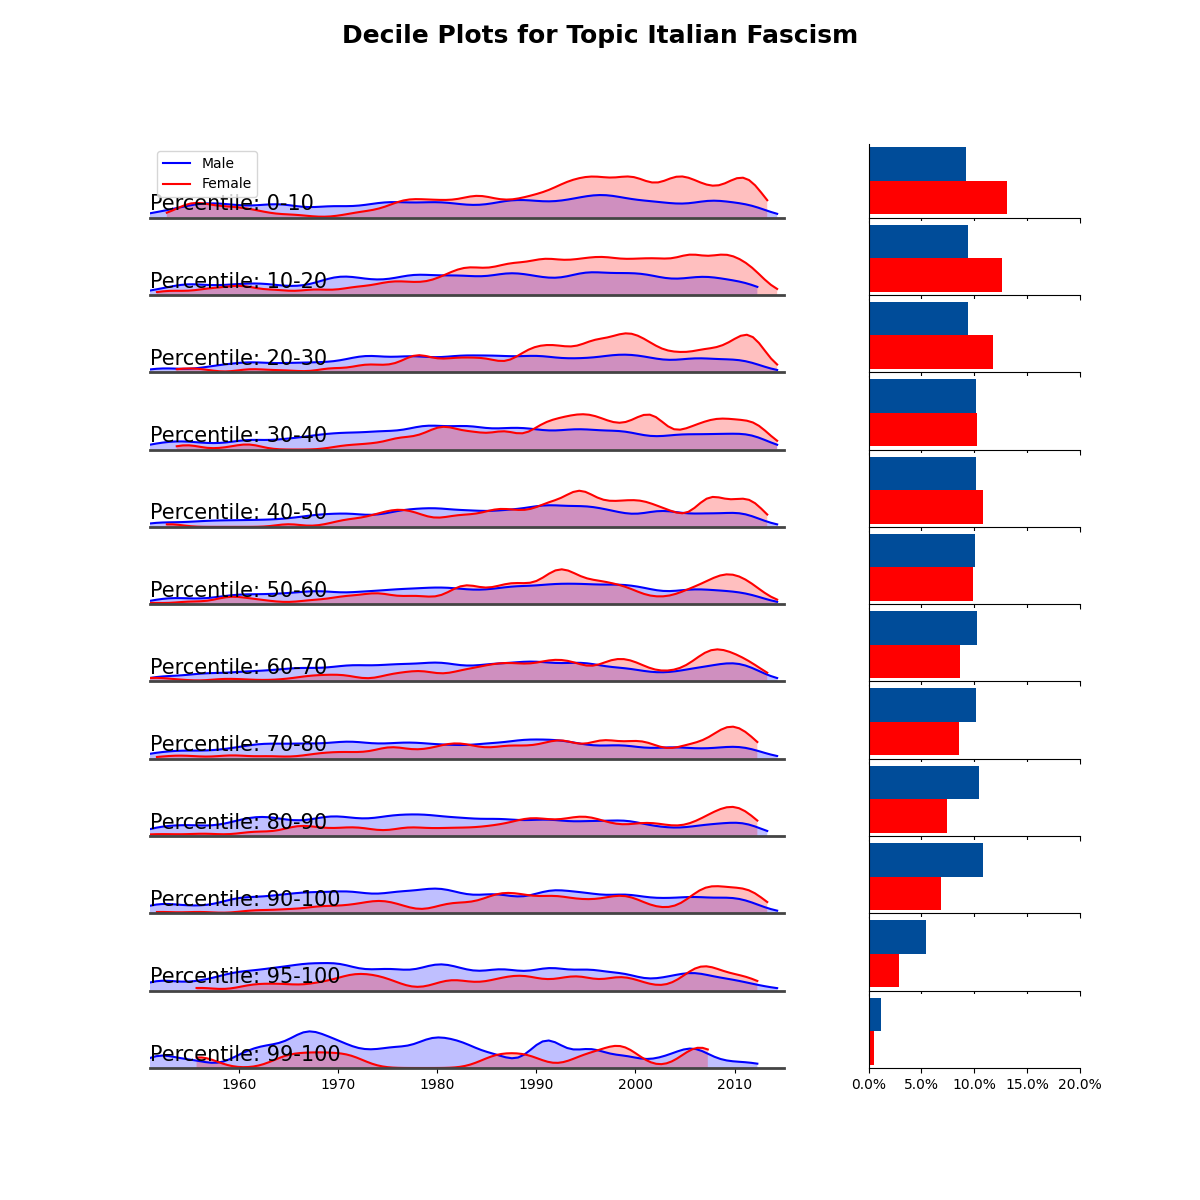 Decile Plots for Topic Italian Fascism
Male
Female
Percentile: 0-10
Percentile: 10-20
Percentile: 20-30
Percentile: 30-40
Percentile: 40-50
Percentile: 50-60
Percentile: 60-70
Percentile: 70-80
Percentile: 80-90
Percentile: 90-100
Percentile: 95-100
Percentile: 99-100
1960 1970 1980 1990 2000 2010
0.0% 5.0% 10.0% 15.0% 20.0%